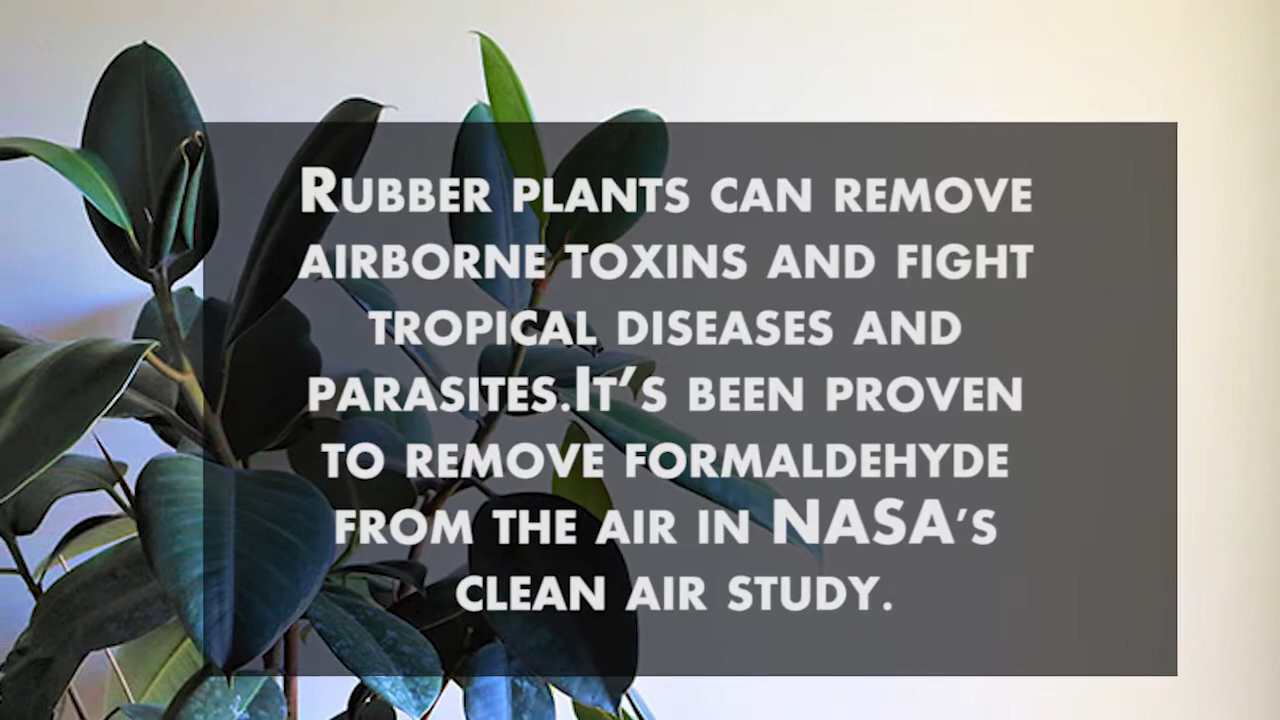 Rubber plants can remove
airborne toxins and fight
tropical diseases and
parasites.It’s been proven
to remove formaldehyde
from the air in NASA’s
clean air study.